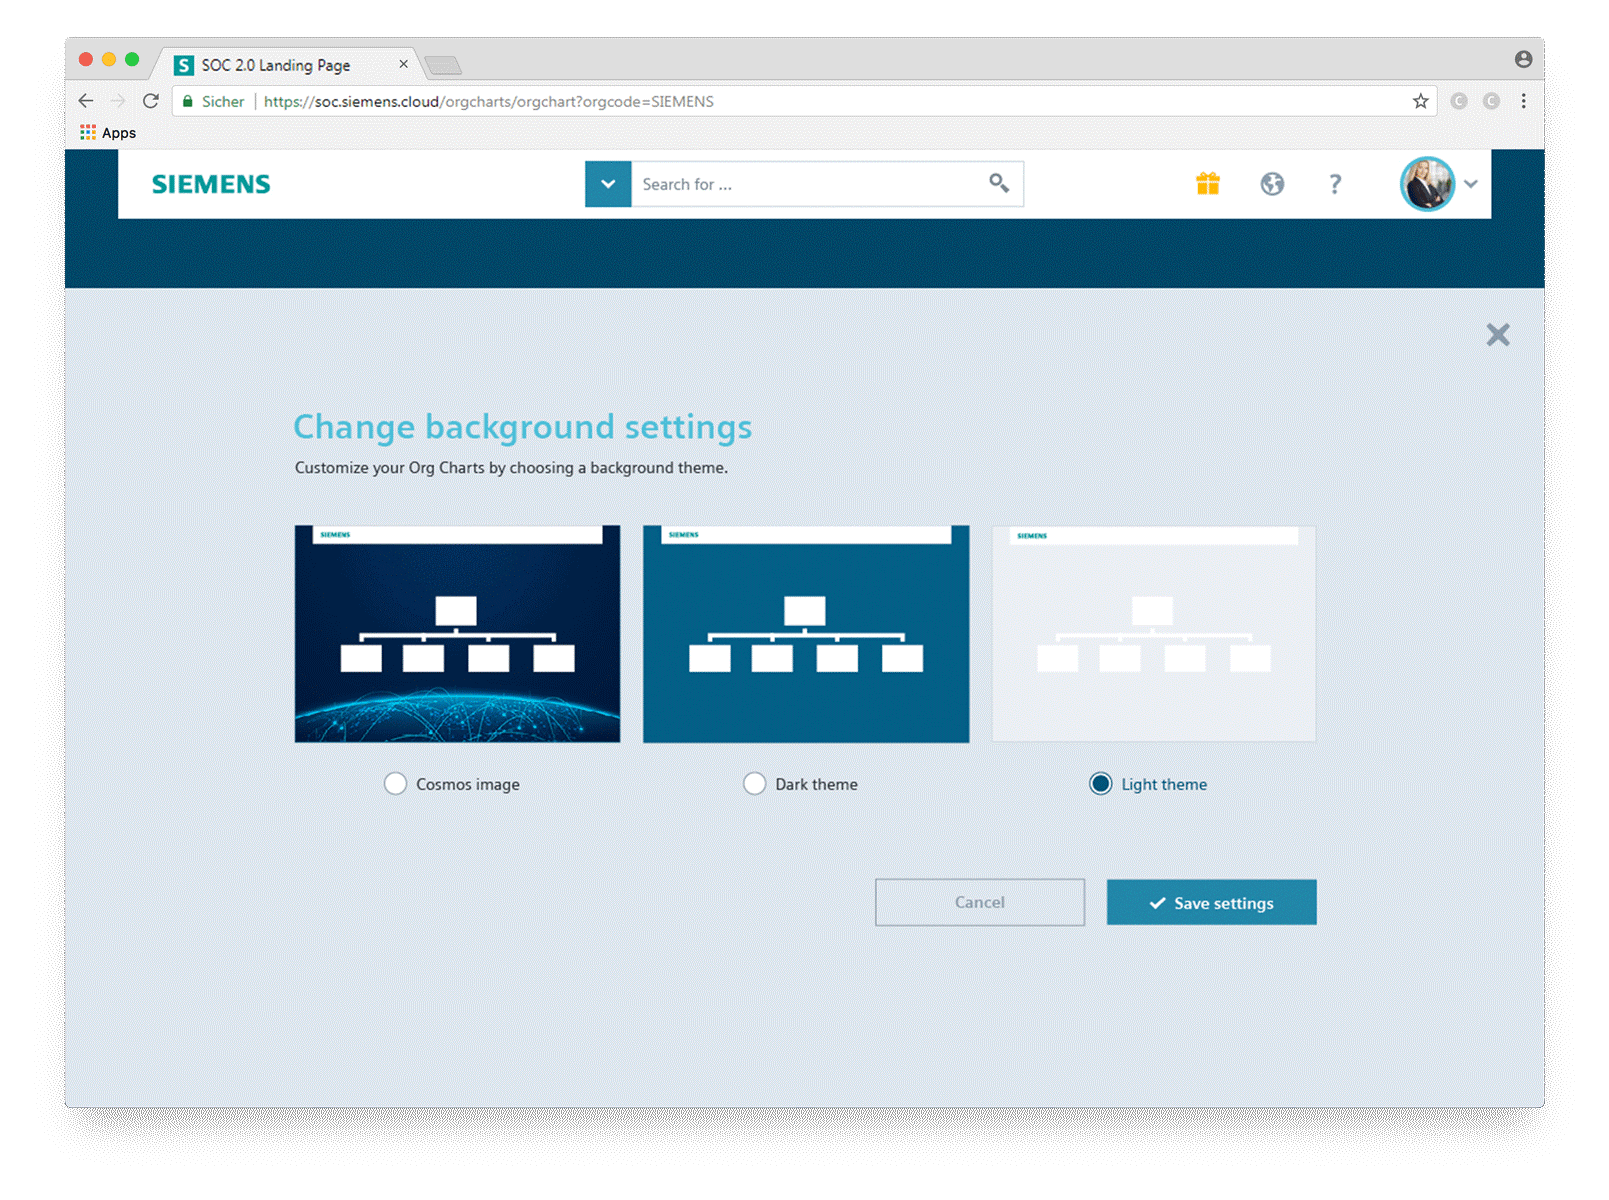 S SOC 2.0 Landing Page ×
Sicher https://soc.siemens.cloud/orgcharts/orgchart?orgcode=SIEMENS
C C
Apps
SIEMENS Search for ... ?
Change background settings
Customize your Org Charts by choosing a background theme.
SIEMENS SIEMENS SIEMENS
Cosmos image Dark theme Light theme
Cancel Save settings